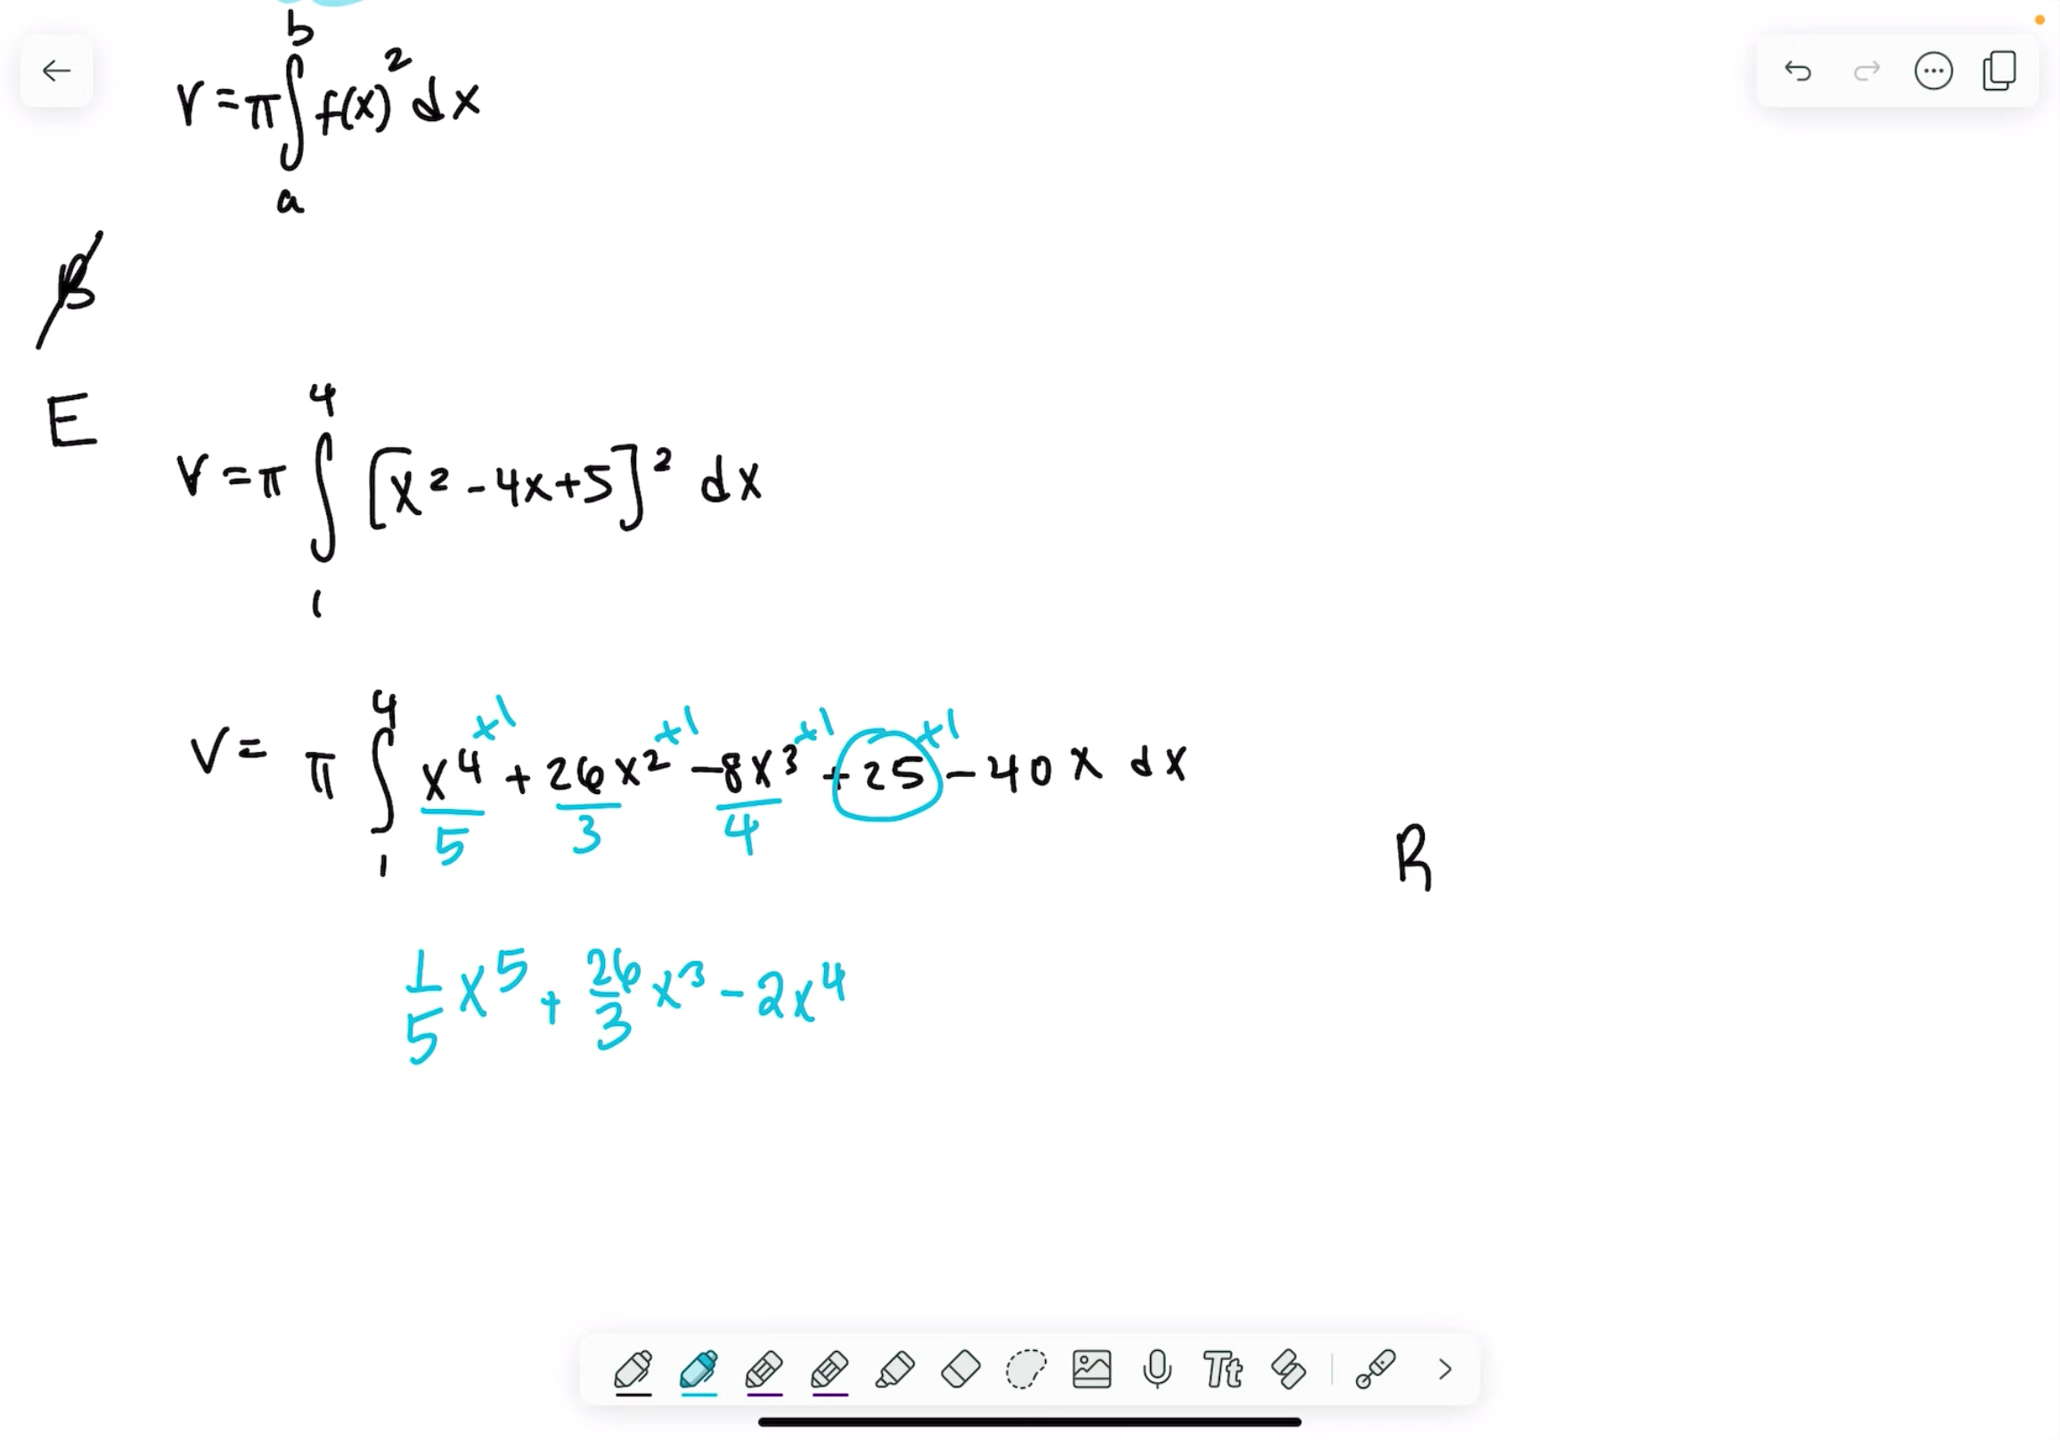 b
V = π ∫ f(x)² dx
a
B
E
4
V = π ∫ [x² - 4x + 5]² dx
1
4 +1 +1 +1 +1
V = π ∫ x⁴ + 26x² - 8x³ + 25 - 40x dx
1 5 3 4
R
1/5 x⁵ + 26/3 x³ - 2x⁴
Tt